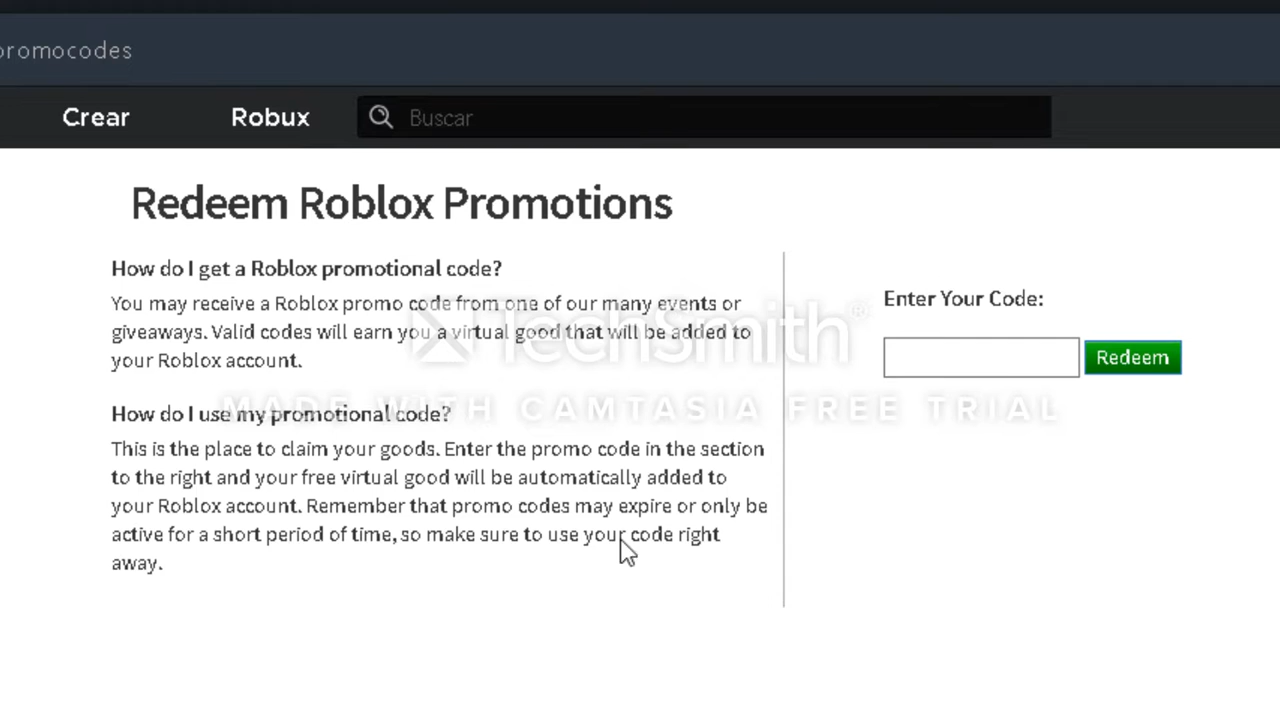 promocodes
Crear Robux Buscar
Redeem Roblox Promotions
How do I get a Roblox promotional code?
You may receive a Roblox promo code from one of our many events or
giveaways. Valid codes will earn you a virtual good that will be added to
your Roblox account.
How do I use my promotional code?
This is the place to claim your goods. Enter the promo code in the section
to the right and your free virtual good will be automatically added to
your Roblox account. Remember that promo codes may expire or only be
active for a short period of time, so make sure to use your code right
away.
Enter Your Code:
Redeem
TechSmith®
MADE WITH CAMTASIA FREE TRIAL